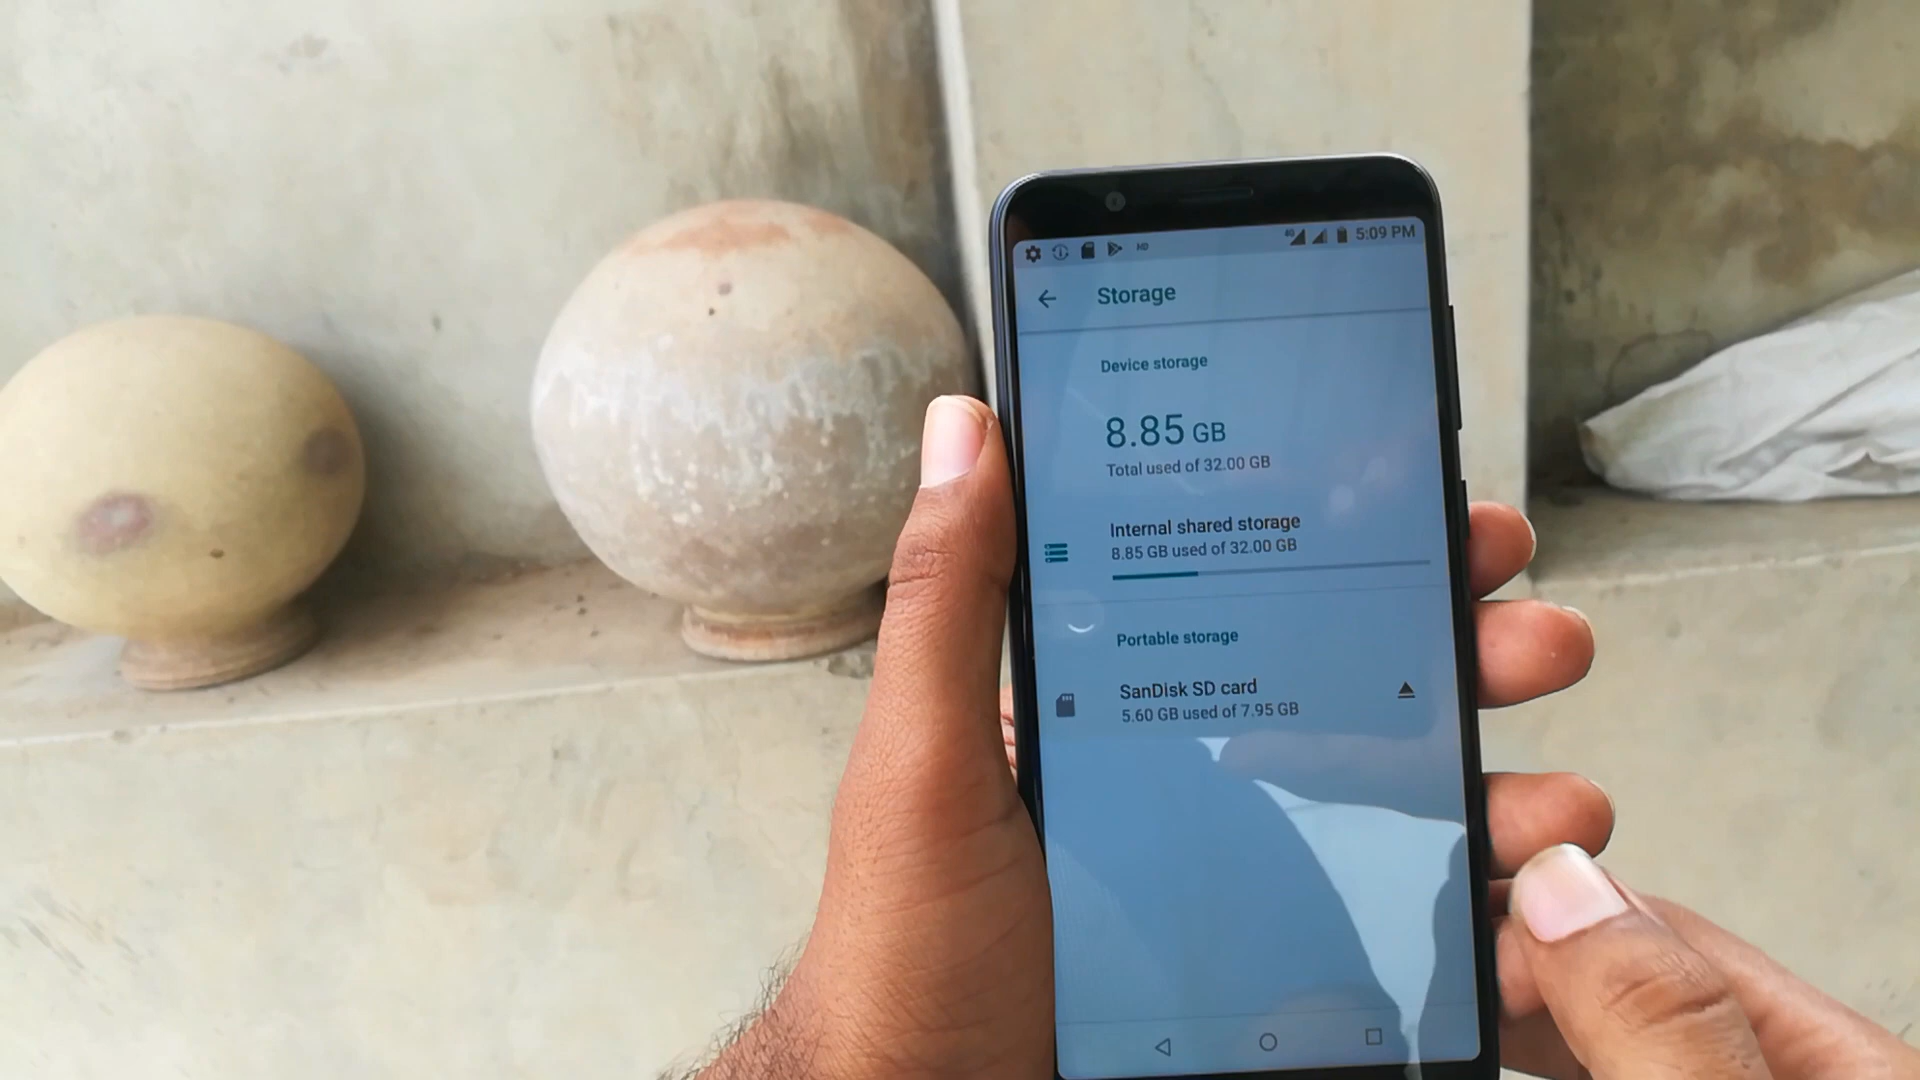 4G 5:09 PM
HD
Storage
Device storage
8.85 GB
Total used of 32.00 GB
Internal shared storage
8.85 GB used of 32.00 GB
Portable storage
SanDisk SD card
5.60 GB used of 7.95 GB